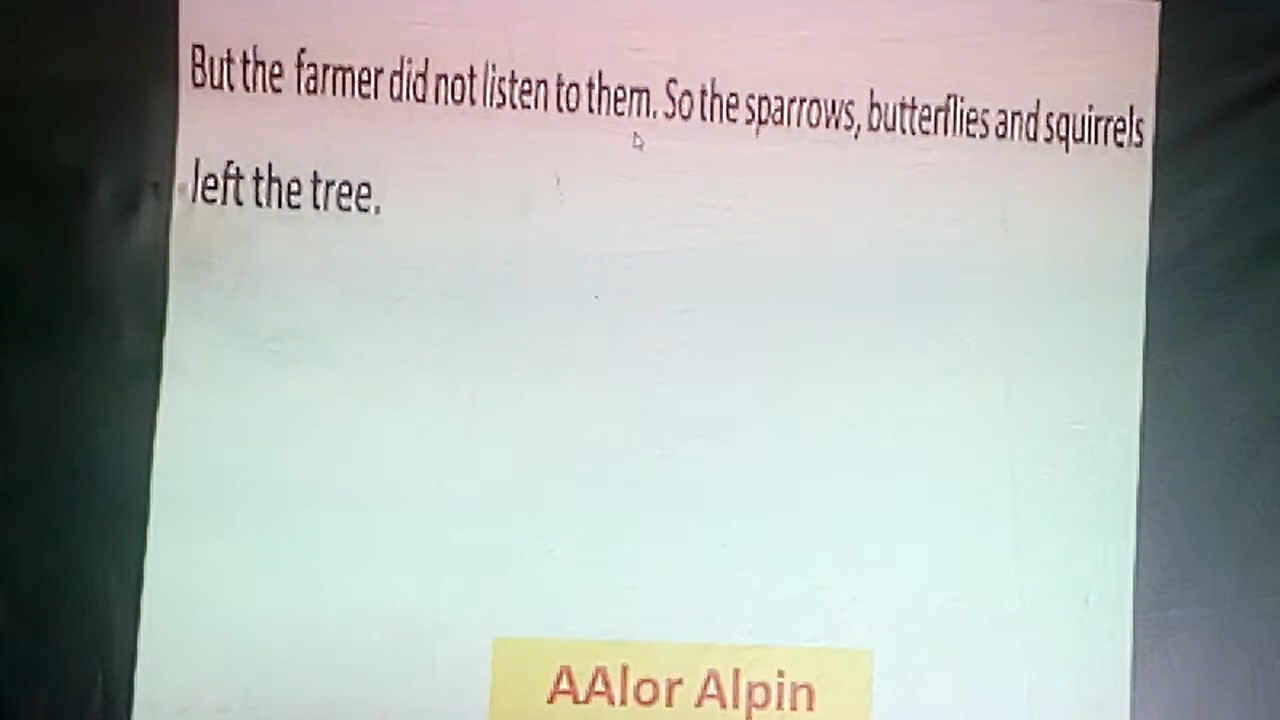 But the farmer did not listen to them. So the sparrows, butterflies and squirrels
left the tree.
AAlor Alpin